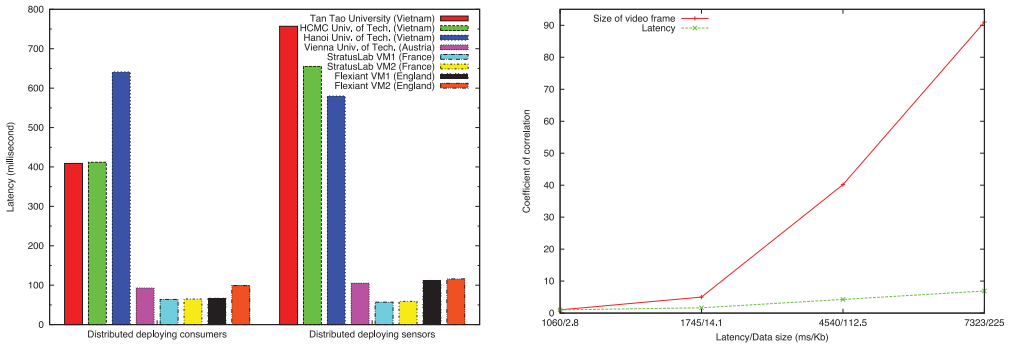 Tan Tao University (Vietnam)
HCMC Univ. of Tech. (Vietnam)
Hanoi Univ. of Tech. (Vietnam)
Vienna Univ. of Tech. (Austria)
StratusLab VM1 (France)
StratusLab VM2 (France)
Flexiant VM1 (England)
Flexiant VM2 (England)
800
700
600
500
400
300
200
100
0
Latency (millisecond)
Distributed deploying consumers
Distributed deploying sensors
Size of video frame
Latency
90
80
70
60
50
40
30
20
10
0
Coefficient of correlation
1060/2.8
1745/14.1
4540/112.5
7323/225
Latency/Data size (ms/Kb)